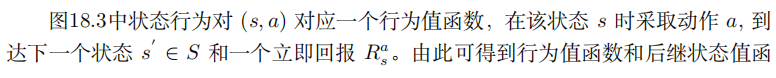 图18.3中状态行为对 (s, a) 对应一个行为值函数，在该状态 s 时采取动作 a, 到
达下一个状态 s′ ∈ S 和一个立即回报 R_s^a。由此可得到行为值函数和后继状态值函